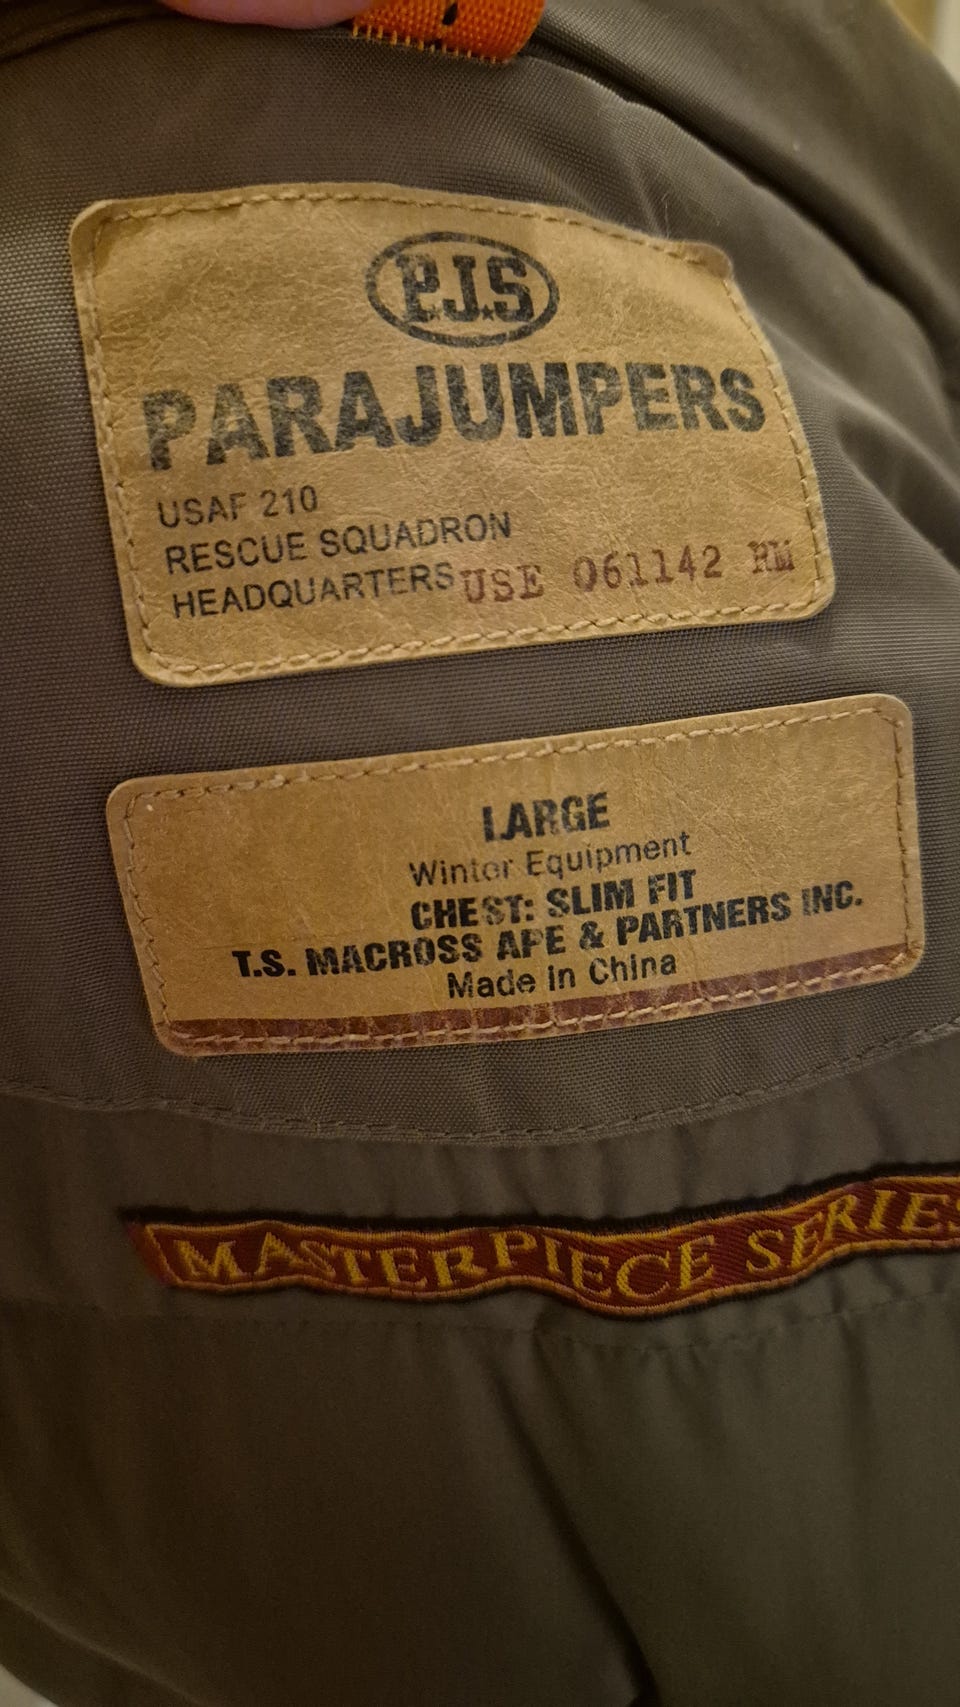 P.J.S
PARAJUMPERS
USAF 210
RESCUE SQUADRON
HEADQUARTERS USE 061142 HM
LARGE
Winter Equipment
CHEST: SLIM FIT
T.S. MACROSS APE & PARTNERS INC.
Made in China
MASTERPIECE SERIES